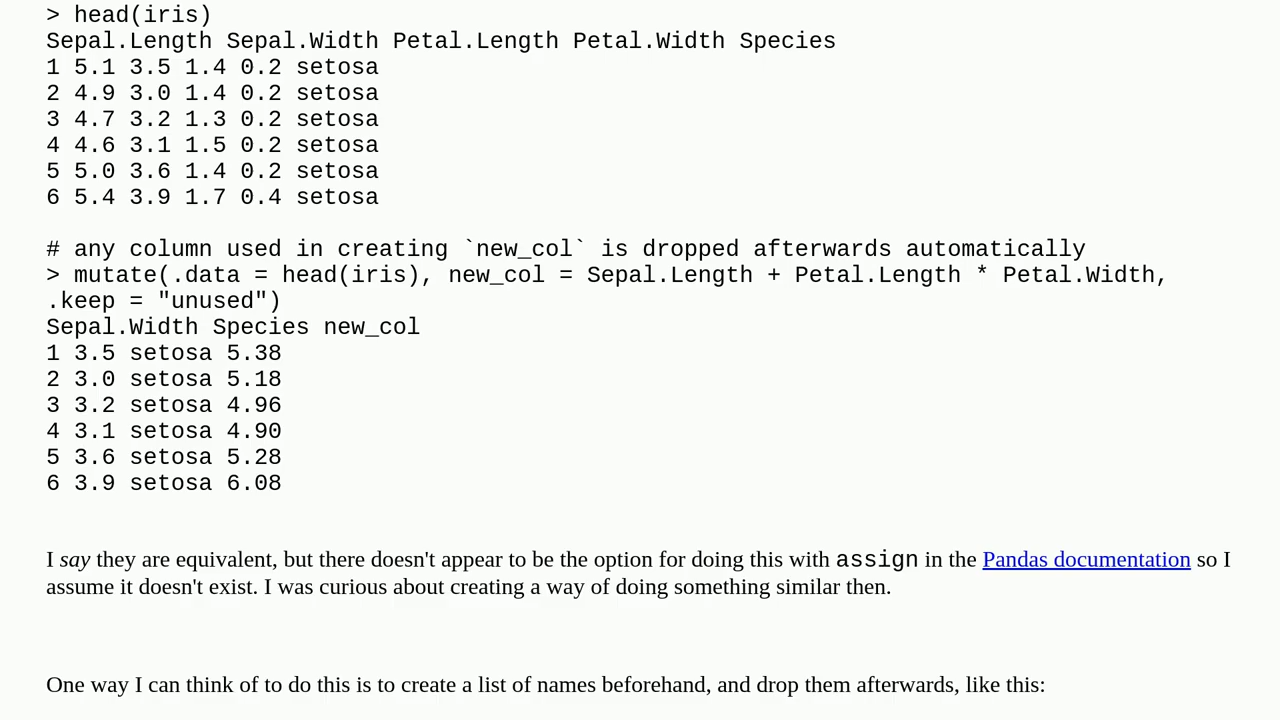 > head(iris)
Sepal.Length Sepal.Width Petal.Length Petal.Width Species
1 5.1 3.5 1.4 0.2 setosa
2 4.9 3.0 1.4 0.2 setosa
3 4.7 3.2 1.3 0.2 setosa
4 4.6 3.1 1.5 0.2 setosa
5 5.0 3.6 1.4 0.2 setosa
6 5.4 3.9 1.7 0.4 setosa
# any column used in creating `new_col` is dropped afterwards automatically
> mutate(.data = head(iris), new_col = Sepal.Length + Petal.Length * Petal.Width,
.keep = "unused")
Sepal.Width Species new_col
1 3.5 setosa 5.38
2 3.0 setosa 5.18
3 3.2 setosa 4.96
4 3.1 setosa 4.90
5 3.6 setosa 5.28
6 3.9 setosa 6.08
I say they are equivalent, but there doesn't appear to be the option for doing this with assign in the Pandas documentation so I
assume it doesn't exist. I was curious about creating a way of doing something similar then.
One way I can think of to do this is to create a list of names beforehand, and drop them afterwards, like this: